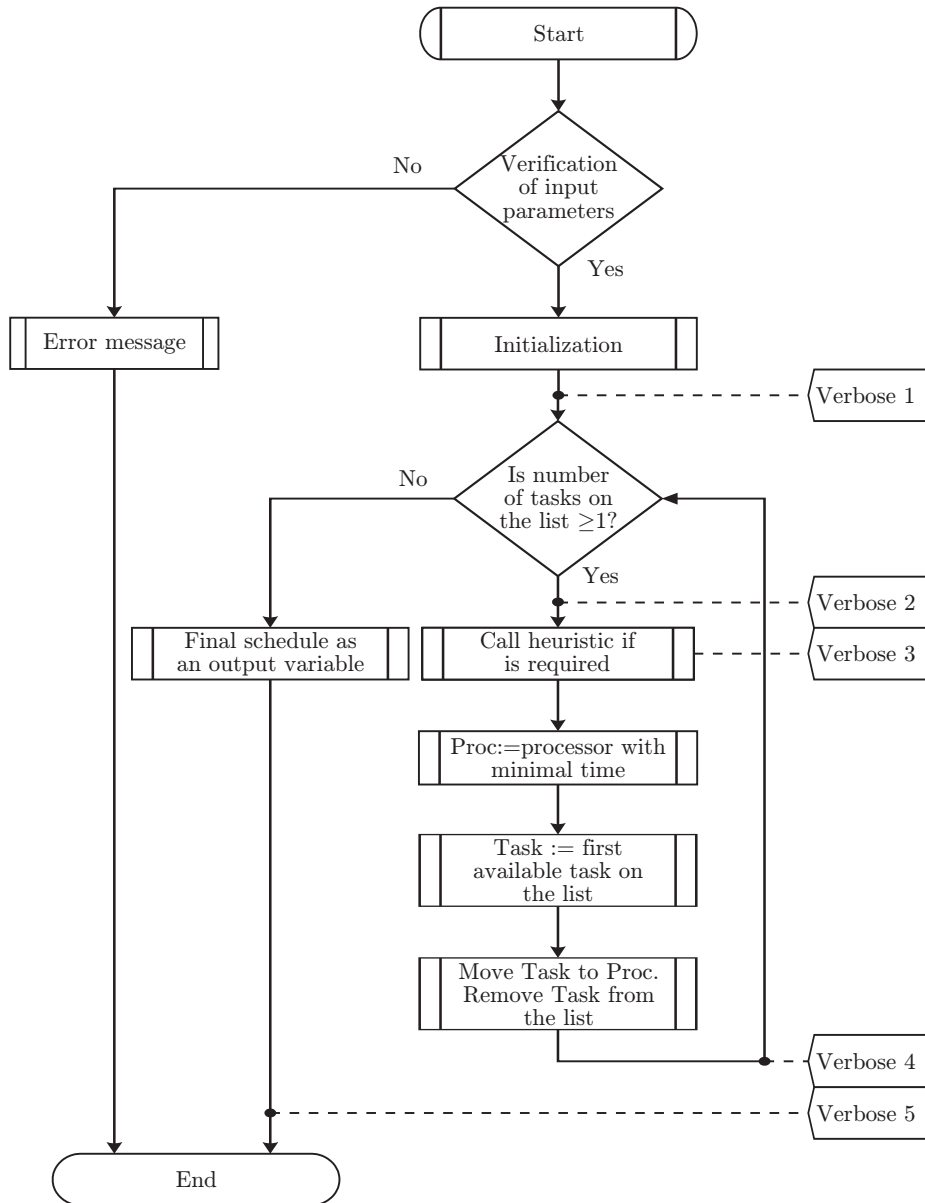 Start
No
Verification
of input
parameters
Yes
Error message
Initialization
Verbose 1
No
Is number
of tasks on
the list ≥1?
Yes
Verbose 2
Final schedule as
an output variable
Call heuristic if
is required
Verbose 3
Proc:=processor with
minimal time
Task := first
available task on
the list
Move Task to Proc.
Remove Task from
the list
Verbose 4
Verbose 5
End